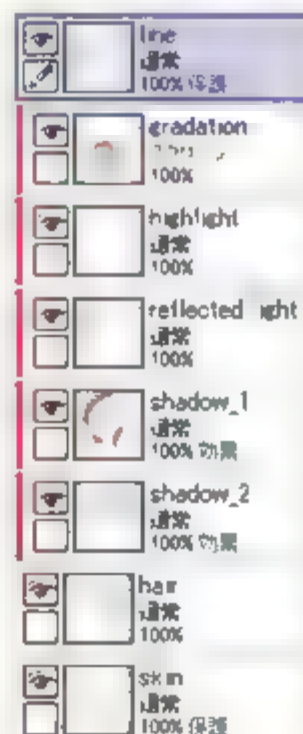 line
通常
100% 保護
gradation
100%
highlight
通常
100%
reflected light
通常
100%
shadow_1
通常
100% 効果
shadow_2
通常
100% 効果
hair
通常
100%
skin
通常
100% 保護